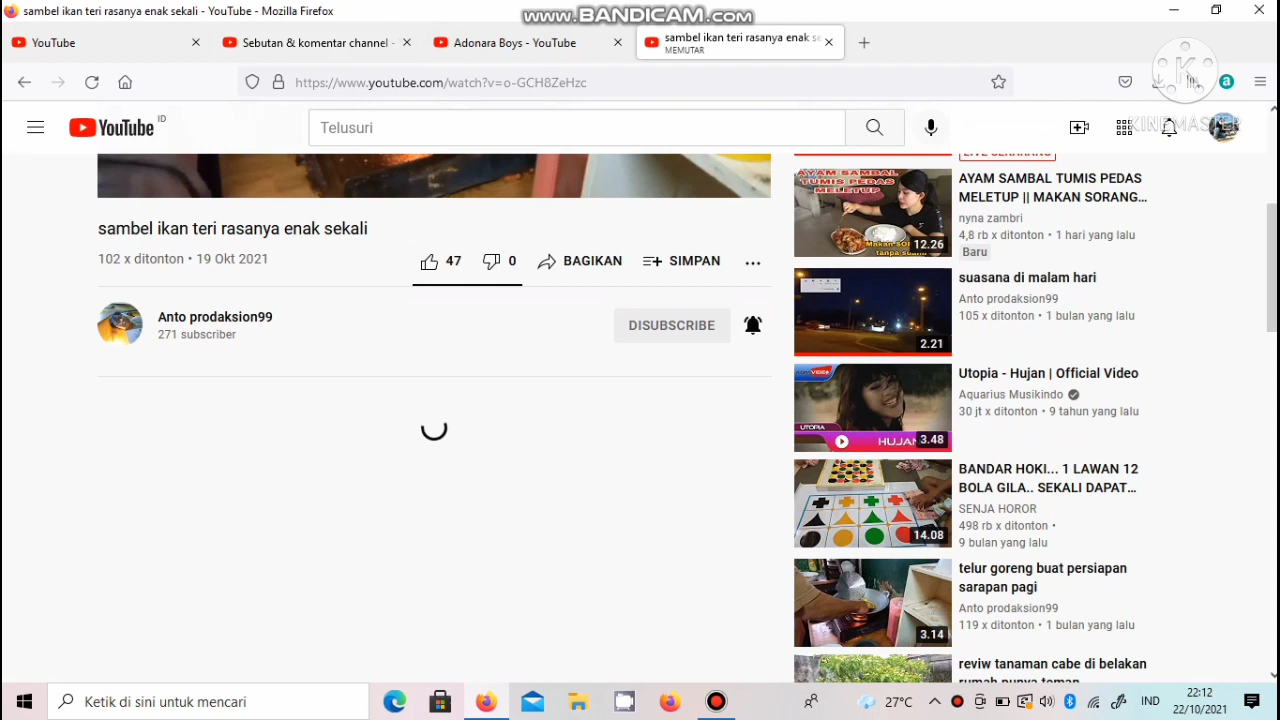 sambel ikan teri rasanya enak sekali - YouTube - Mozilla Firefox
www.BANDICAM.com
YouTube
Sebutan & komentar channel -
Adonara Boys - YouTube
sambel ikan teri rasanya enak se
MEMUTAR
https://www.youtube.com/watch?v=o-GCH8ZeHzc
YouTube ID
Telusuri
KINEMASTER
LIVE SEKARANG
sambel ikan teri rasanya enak sekali
102 x ditonton • 19 Okt 2021
47
0
BAGIKAN
SIMPAN
Anto prodaksion99
271 subscriber
DISUBSCRIBE
AYAM SAMBAL
TUMIS PEDAS
MELETUP
12.26
AYAM SAMBAL TUMIS PEDAS
MELETUP || MAKAN SORANG...
nyna zambri
4,8 rb x ditonton • 1 hari yang lalu
Baru
2.21
suasana di malam hari
Anto prodaksion99
105 x ditonton • 1 bulan yang lalu
UTOPIA
HUJAN
3.48
Utopia - Hujan | Official Video
Aquarius Musikindo
30 jt x ditonton • 9 tahun yang lalu
14.08
BANDAR HOKI... 1 LAWAN 12
BOLA GILA.. SEKALI DAPAT...
SENJA HOROR
498 rb x ditonton •
9 bulan yang lalu
3.14
telur goreng buat persiapan
sarapan pagi
Anto prodaksion99
119 x ditonton • 1 bulan yang lalu
reviw tanaman cabe di belakan
rumah punya teman
Ketik di sini untuk mencari
27°C
IND
22:12
22/10/2021